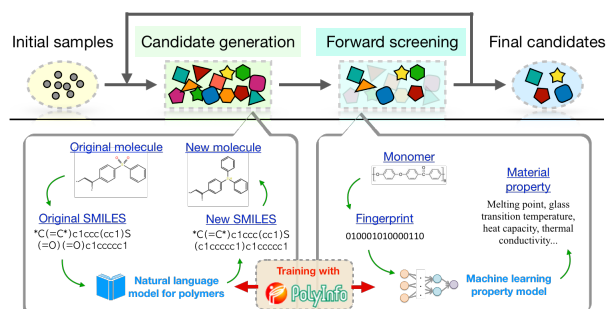 Initial samples
Candidate generation
Forward screening
Final candidates
Original molecule
New molecule
Original SMILES
*C(=C*)c1ccc(cc1)S
(=O)(=O)c1ccccc1
New SMILES
*C(=C*)c1ccc(cc1)S
(c1ccccc1)c1ccccc1
Natural language
model for polymers
Training with
PolyInfo
Monomer
Fingerprint
010001010000110
Material
property
Melting point, glass
transition temperature,
heat capacity, thermal
conductivity...
Machine learning
property model